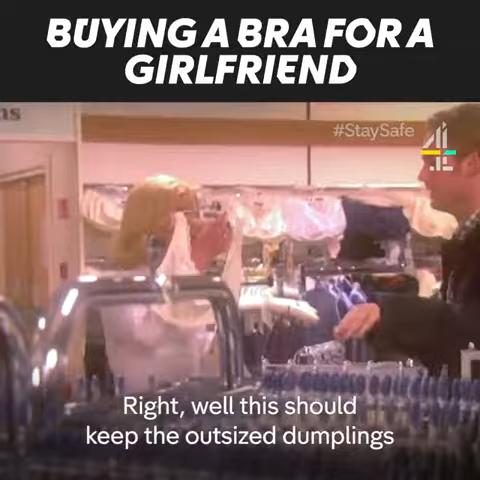 BUYING A BRA FOR A
GIRLFRIEND
#StaySafe
4
Right, well this should
keep the outsized dumplings